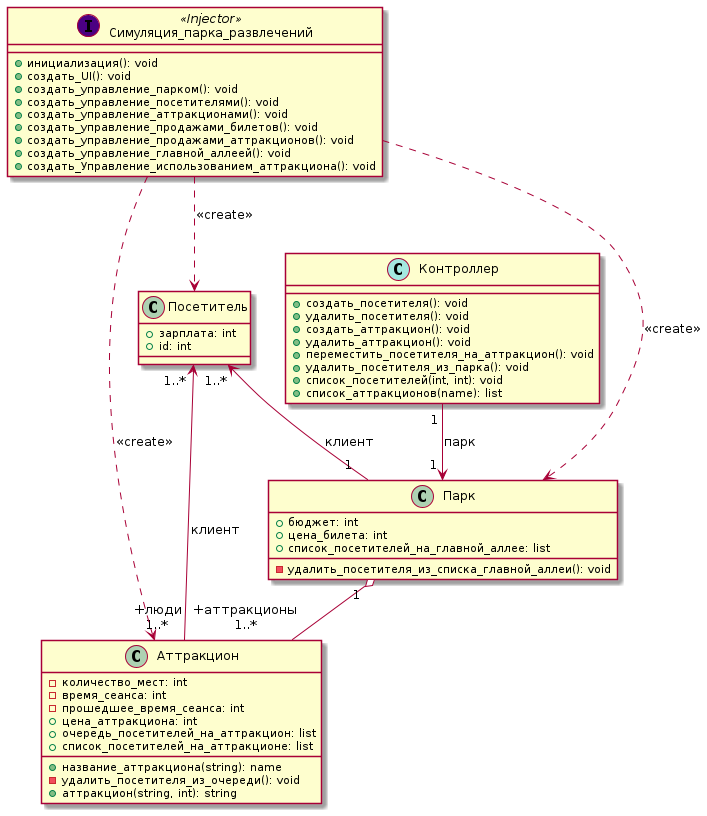 I
«Injector»
Симуляция_парка_развлечений
инициализация(): void
создать_UI(): void
создать_управление_парком(): void
создать_управление_посетителями(): void
создать_управление_аттракционами(): void
создать_управление_продажами_билетов(): void
создать_управление_продажами_аттракционов(): void
создать_управление_главной_аллеей(): void
создать_Управление_использованием_аттракциона(): void
«create»
C Посетитель
зарплата: int
id: int
C Контроллер
создать_посетителя(): void
удалить_посетителя(): void
создать_аттракцион(): void
удалить_аттракцион(): void
переместить_посетителя_на_аттракцион(): void
удалить_посетителя_из_парка(): void
список_посетителей(int, int): void
список_аттракционов(name): list
«create»
1..* 1..*
1
«create»
клиент
парк
1
1
C Парк
бюджет: int
цена_билета: int
список_посетителей_на_главной_аллее: list
удалить_посетителя_из_списка_главной_аллеи(): void
клиент
1
+люди +аттракционы
1..* 1..*
C Аттракцион
количество_мест: int
время_сеанса: int
прошедшее_время_сеанса: int
цена_аттракциона: int
очередь_посетителей_на_аттракцион: list
список_посетителей_на_аттракционе: list
название_аттракциона(string): name
удалить_посетителя_из_очереди(): void
аттракцион(string, int): string